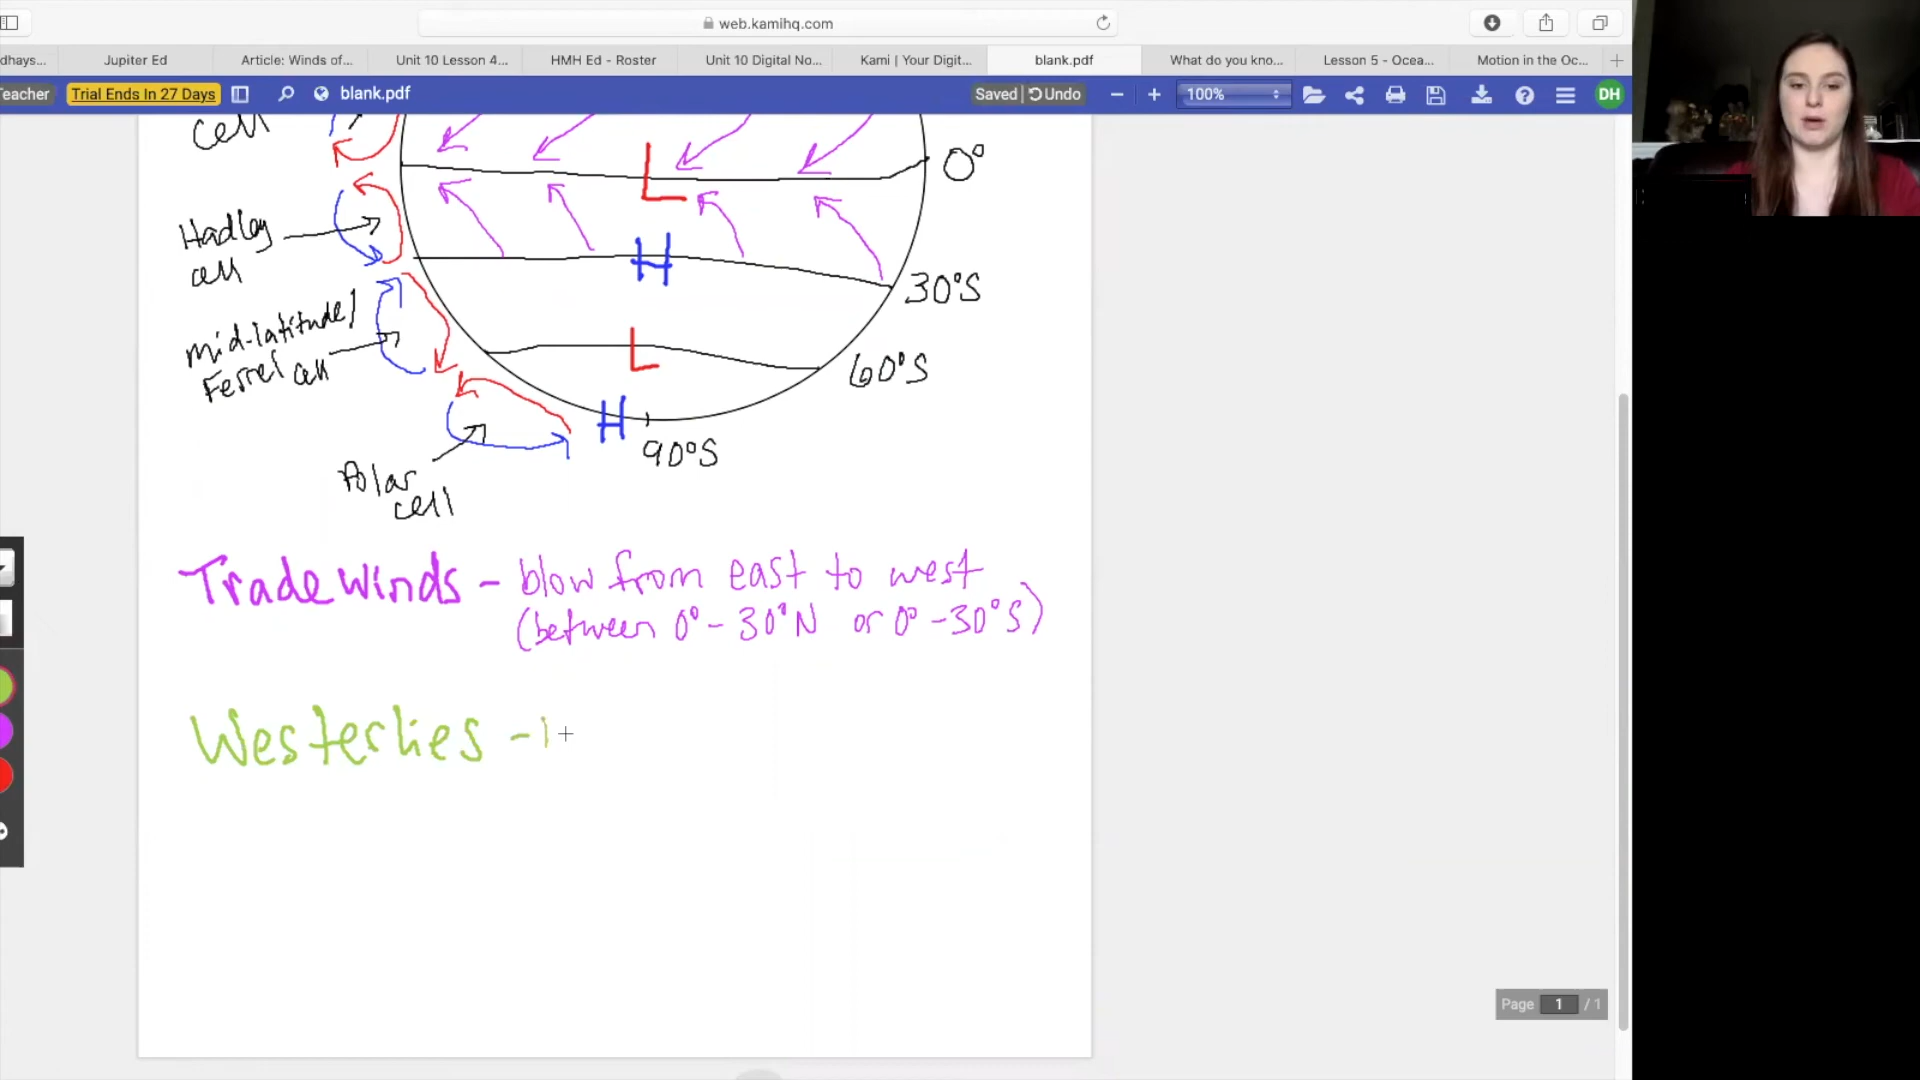 web.kamihq.com
dhays...
Jupiter Ed
Article: Winds of...
Unit 10 Lesson 4...
HMH Ed - Roster
Unit 10 Digital No...
Kami | Your Digit...
blank.pdf
What do you kno...
Lesson 5 - Ocea...
Motion in the Oc...
Teacher
Trial Ends In 27 Days
blank.pdf
Saved
Undo
100%
DH
cell
L
0°
Hadley
cell
H
30°S
mid-latitude/
Ferrel cell
L
60°S
H
90°S
Polar
cell
Trade winds - blow from east to west
(between 0° - 30°N or 0° - 30°S)
Westerlies -
Page 1 / 1